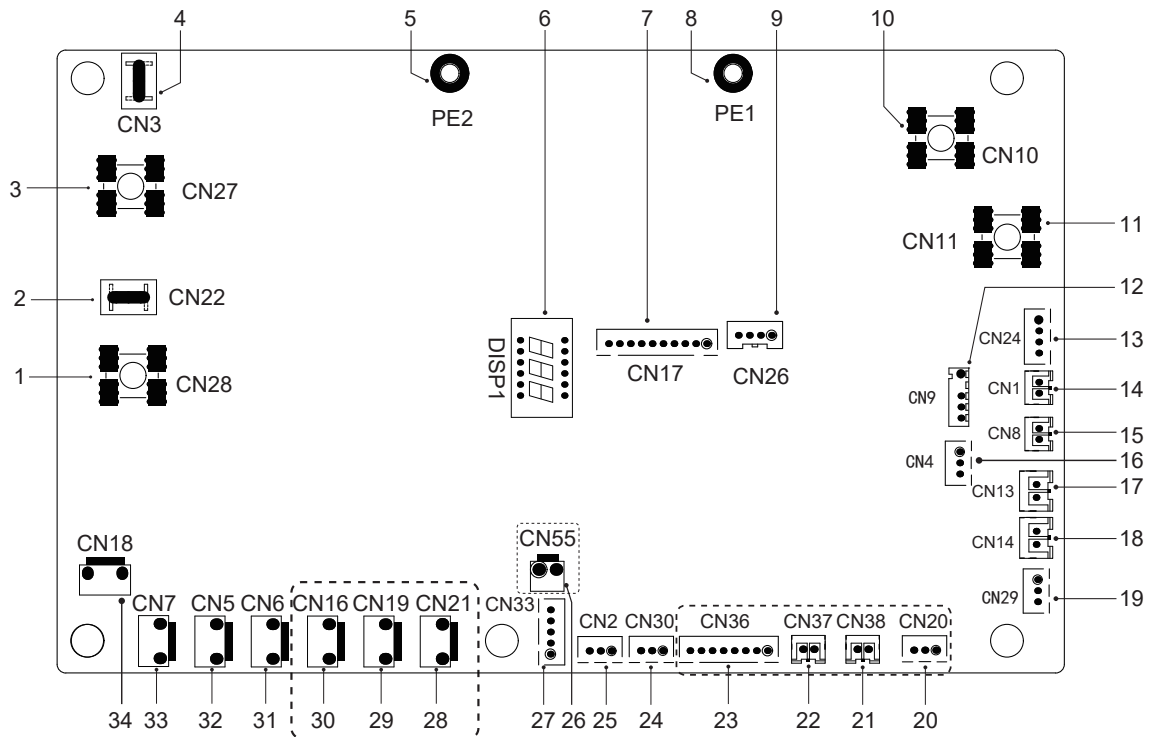 4 5 6 7 8 9 10
CN3 PE2 PE1
CN10
3 CN27
CN11 11
2 CN22
12
CN24 13
DISP1
CN17 CN26
1 CN28
CN9 CN1 14
CN8 15
CN4 16
CN13 17
CN14 18
CN18 CN55
CN29 19
CN7 CN5 CN6 CN16 CN19 CN21 CN33 CN2 CN30 CN36 CN37 CN38 CN20
34 33 32 31 30 29 28 27 26 25 24 23 22 21 20